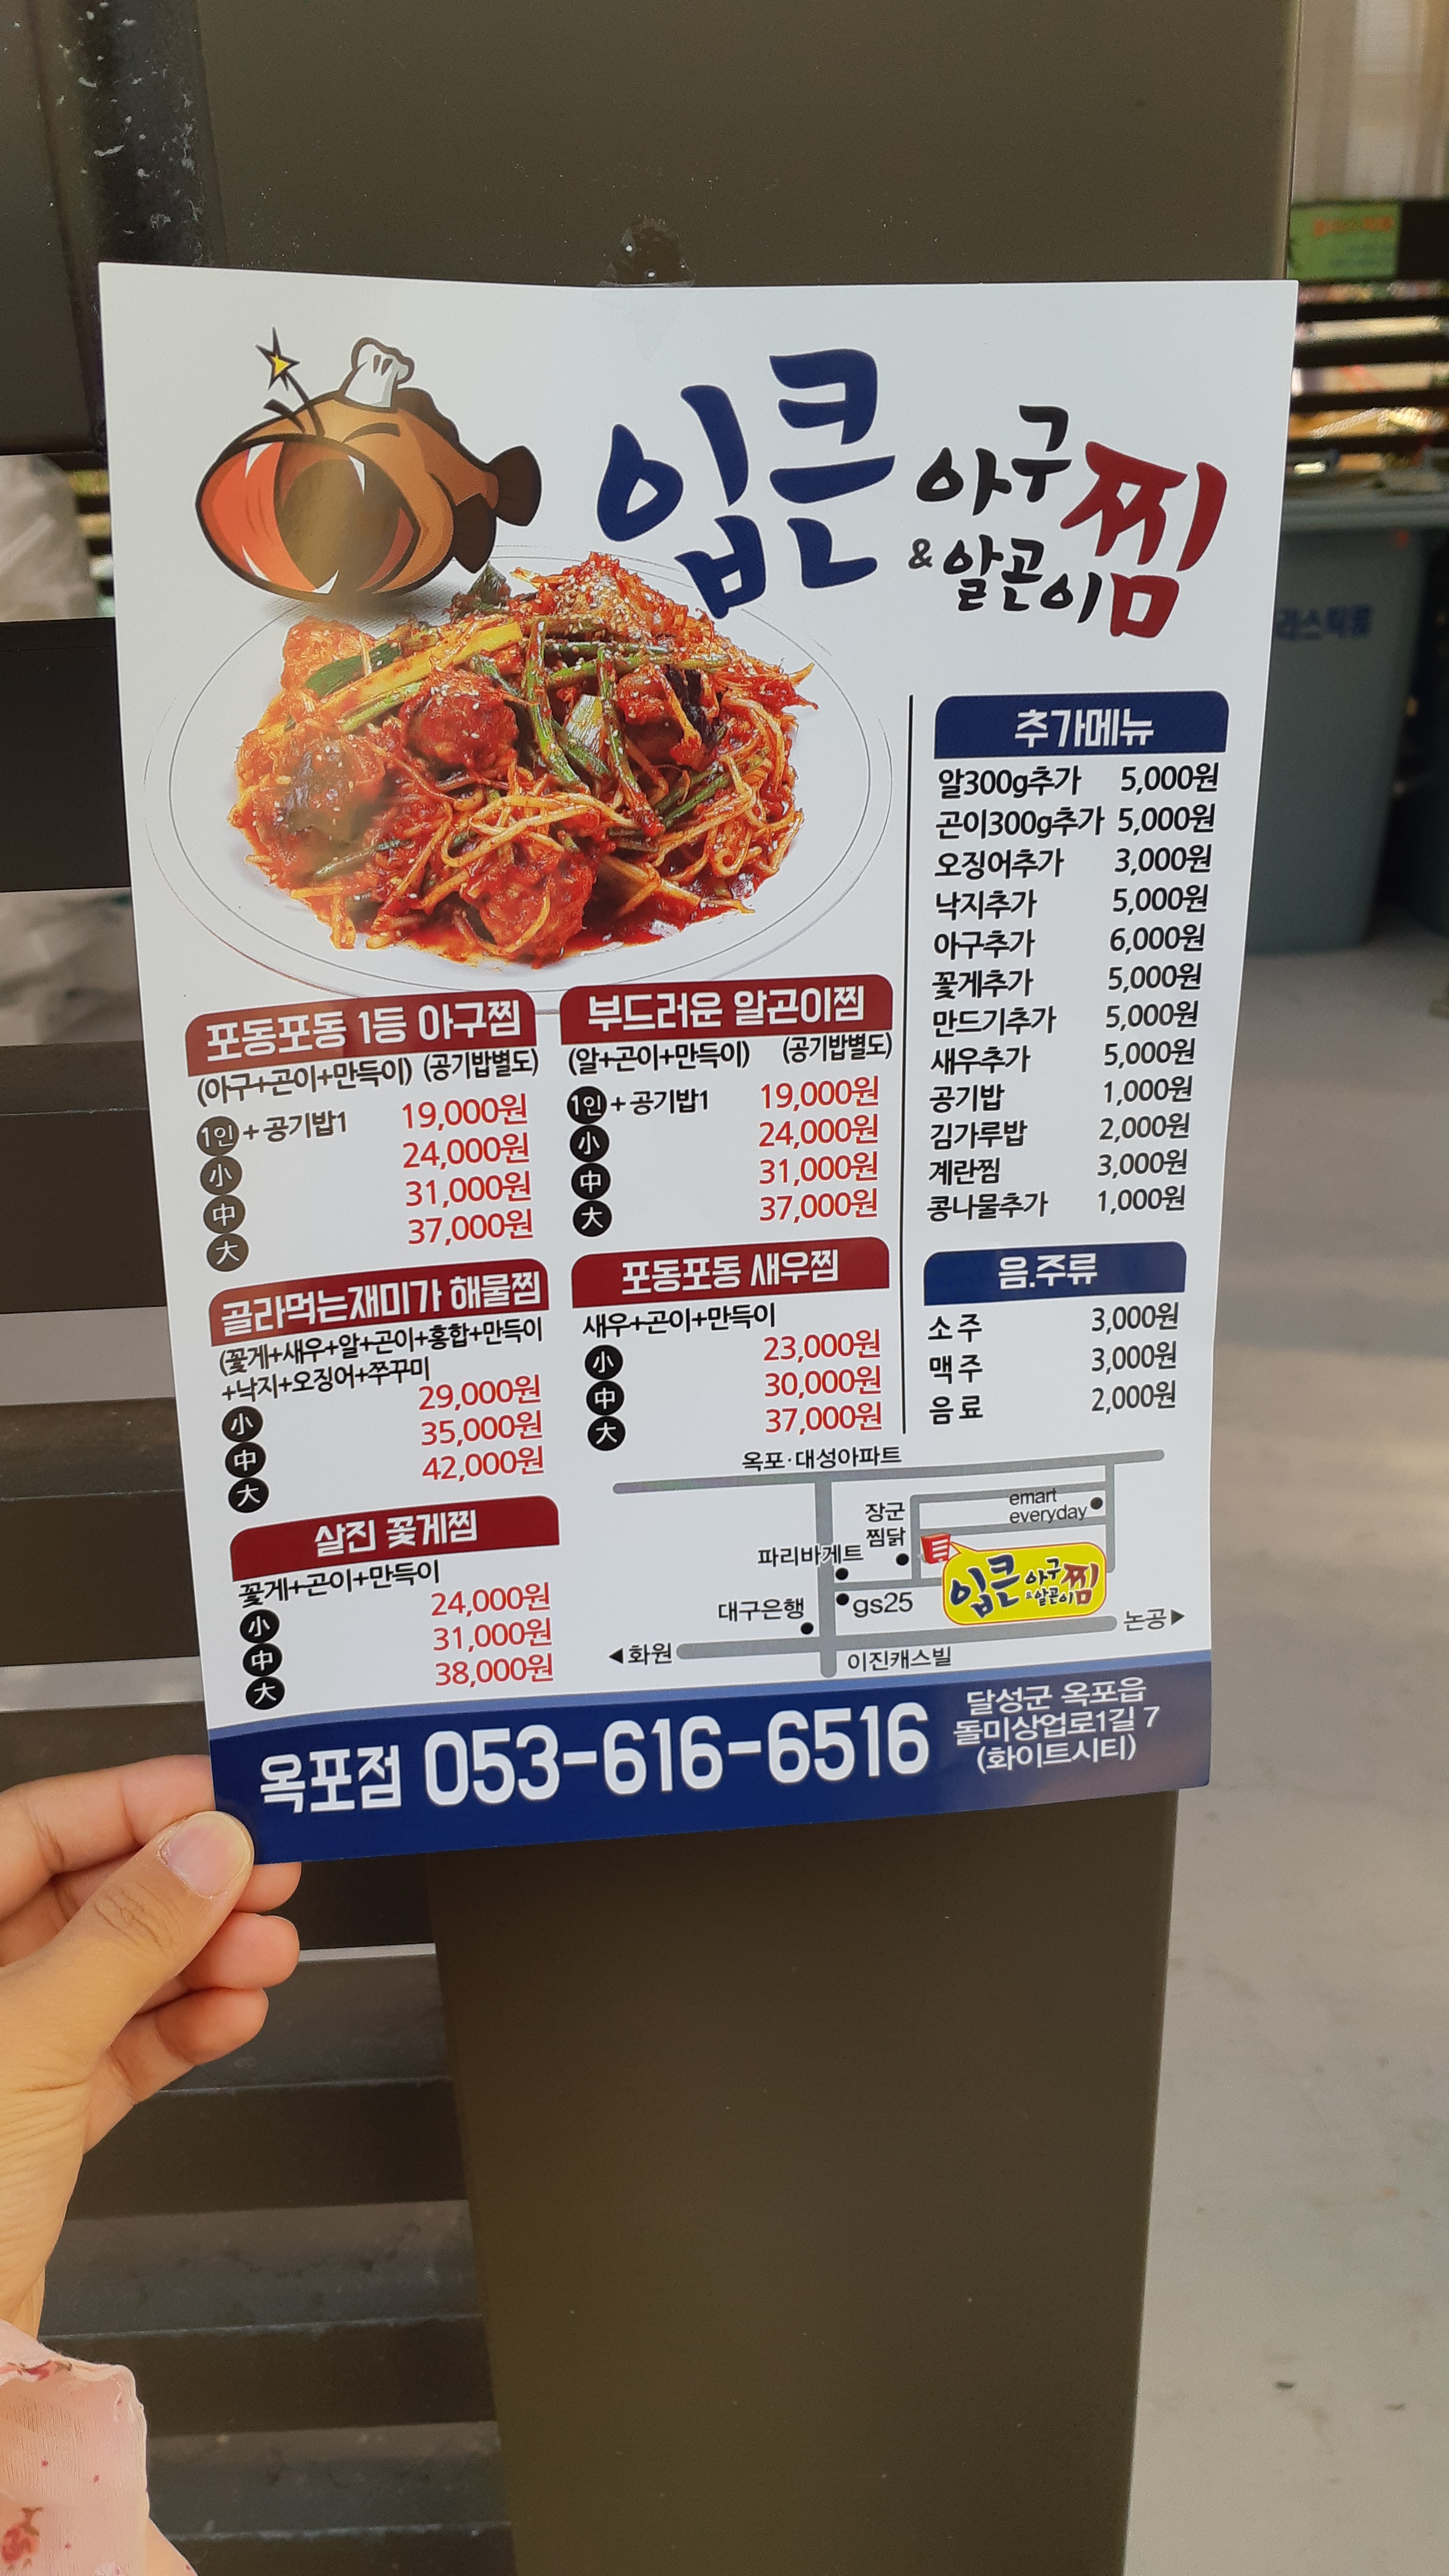 입큰 아구찜
&알곤이
추가메뉴
알300g추가 5,000원
곤이300g추가 5,000원
오징어추가 3,000원
낙지추가 5,000원
아구추가 6,000원
꽃게추가 5,000원
만드기추가 5,000원
새우추가 5,000원
공기밥 1,000원
김가루밥 2,000원
계란찜 3,000원
콩나물추가 1,000원
음.주류
소주 3,000원
맥주 3,000원
음료 2,000원
포동포동 1등 아구찜
(아구+곤이+만득이) (공기밥별도)
1인+공기밥1 19,000원
小 24,000원
中 31,000원
大 37,000원
부드러운 알곤이찜
(알+곤이+만득이) (공기밥별도)
1인+공기밥1 19,000원
小 24,000원
中 31,000원
大 37,000원
골라먹는재미가 해물찜
(꽃게+새우+알+곤이+홍합+만득이
+낙지+오징어+쭈꾸미
小 29,000원
中 35,000원
大 42,000원
포동포동 새우찜
새우+곤이+만득이
小 23,000원
中 30,000원
大 37,000원
살진 꽃게찜
꽃게+곤이+만득이
小 24,000원
中 31,000원
大 38,000원
옥포·대성아파트
장군
찜닭
emart
everyday
파리바게트
입큰 아구찜
&알곤이
대구은행
gs25
논공▶
◀화원
이진캐스빌
옥포점 053-616-6516
달성군 옥포읍
돌미상업로1길 7
(화이트시티)